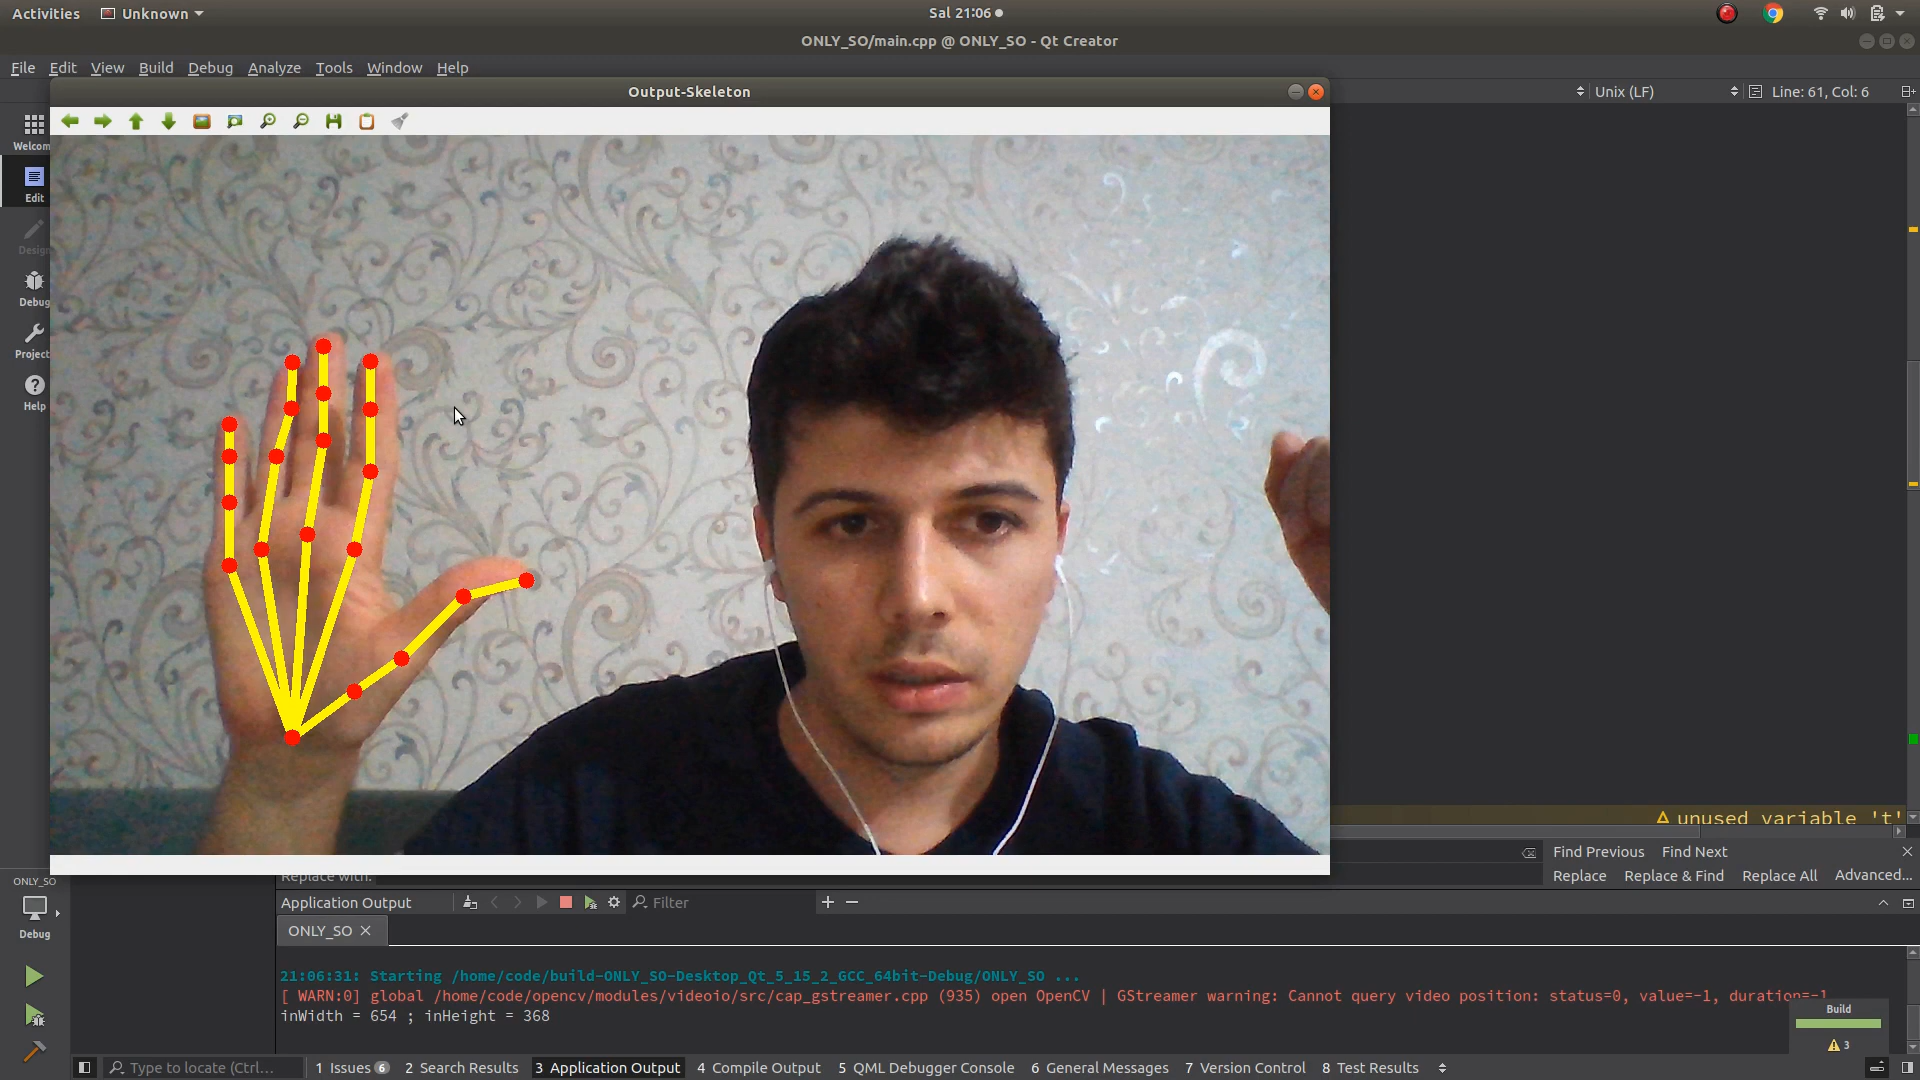 Activities Unknown Sal 21:06
ONLY_SO/main.cpp @ ONLY_SO - Qt Creator
File Edit View Build Debug Analyze Tools Window Help
Output-Skeleton
Unix (LF) Line: 61, Col: 6
Welcom
Edit
Design
Debug
Project
Help
unused variable 't'
Find Previous Find Next
Replace with:
Replace Replace & Find Replace All Advanced...
ONLY_SO
Debug
Application Output Filter
ONLY_SO
21:06:31: Starting /home/code/build-ONLY_SO-Desktop_Qt_5_15_2_GCC_64bit-Debug/ONLY_SO ...
[ WARN:0] global /home/code/opencv/modules/videoio/src/cap_gstreamer.cpp (935) open OpenCV | GStreamer warning: Cannot query video position: status=0, value=-1, duration=-1
inWidth = 654 ; inHeight = 368
Build
3
Type to locate (Ctrl... 1 Issues 6 2 Search Results 3 Application Output 4 Compile Output 5 QML Debugger Console 6 General Messages 7 Version Control 8 Test Results